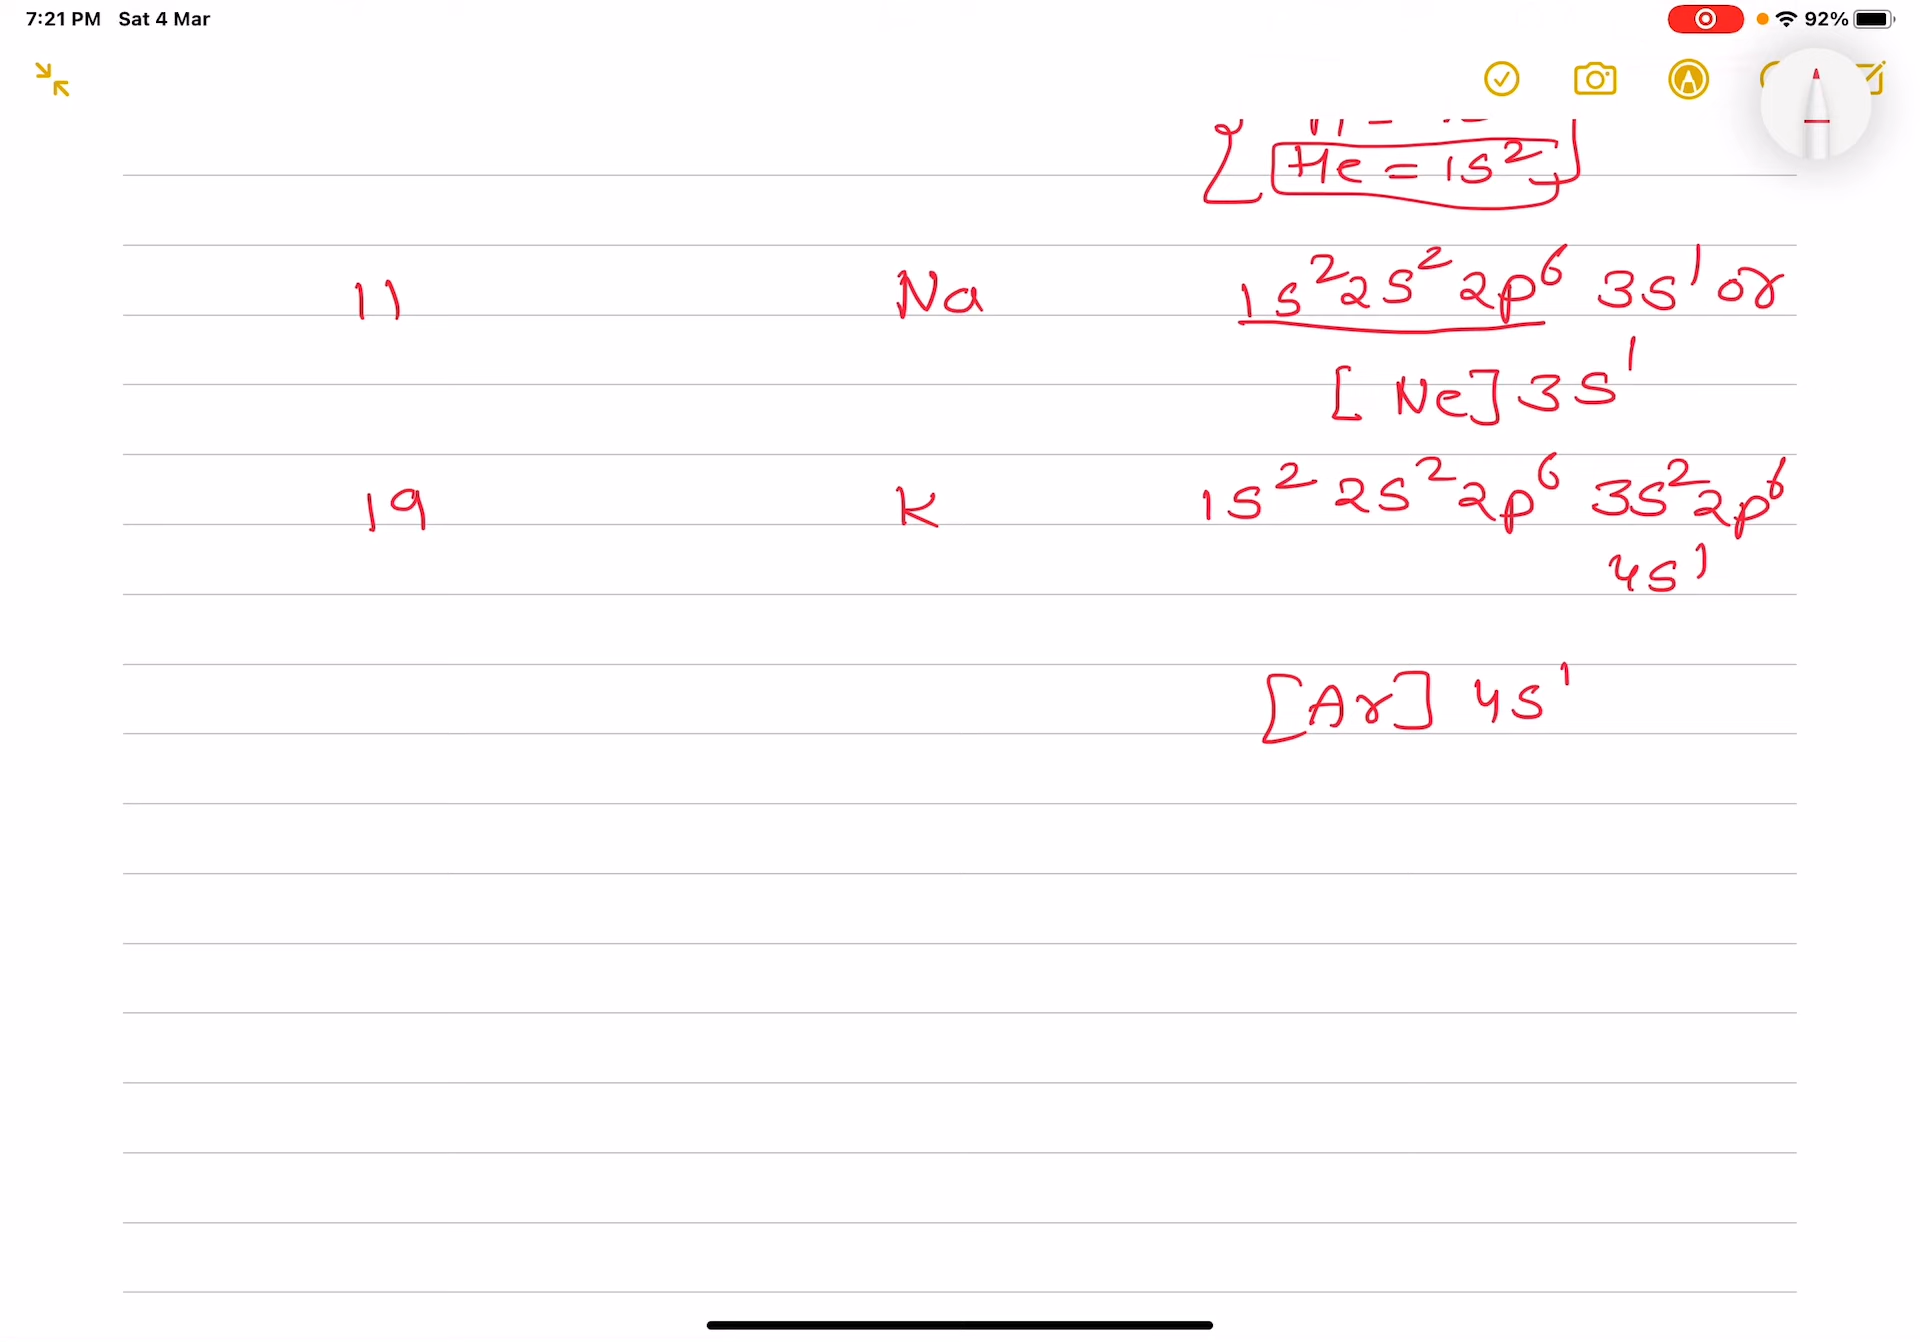 7:21 PM Sat 4 Mar 92%
He = 1s²
11 Na 1s² 2s² 2p⁶ 3s¹ or
[Ne] 3s¹
19 K 1s² 2s² 2p⁶ 3s² 2p⁶
4s¹
[Ar] 4s¹